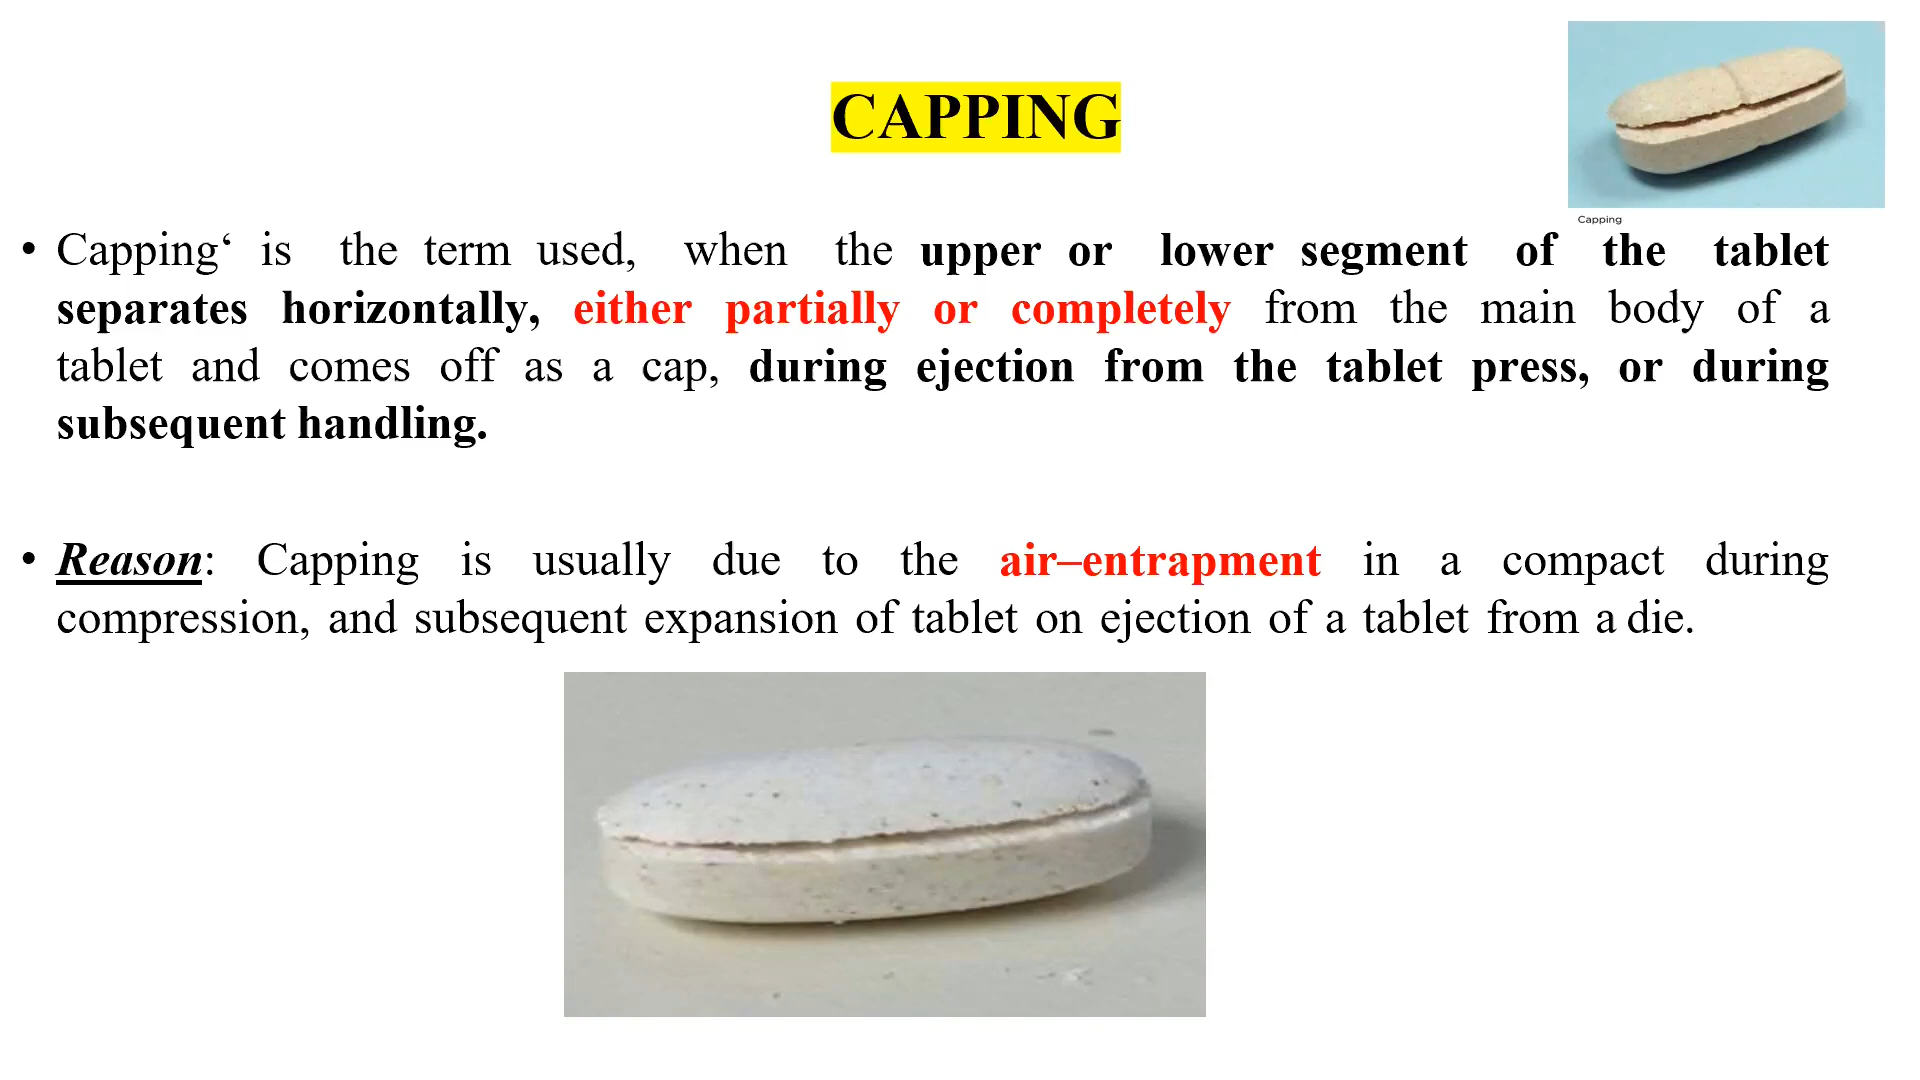 CAPPING
Capping
• Capping‘ is the term used, when the upper or lower segment of the tablet
separates horizontally, either partially or completely from the main body of a
tablet and comes off as a cap, during ejection from the tablet press, or during
subsequent handling.
• Reason: Capping is usually due to the air–entrapment in a compact during
compression, and subsequent expansion of tablet on ejection of a tablet from a die.